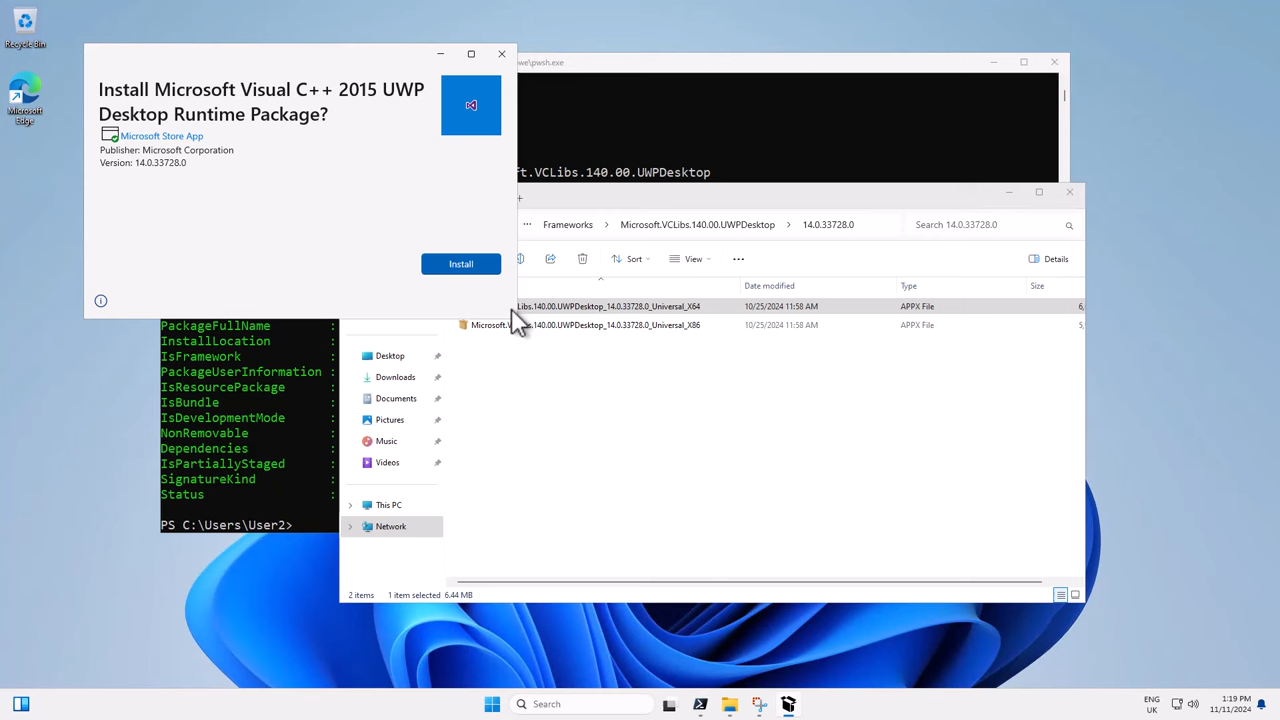 Recycle Bin
Microsoft
Edge
Install Microsoft Visual C++ 2015 UWP
Desktop Runtime Package?
Microsoft Store App
Publisher: Microsoft Corporation
Version: 14.0.33728.0
Install
we\pwsh.exe
ft.VCLibs.140.00.UWPDesktop
Frameworks > Microsoft.VCLibs.140.00.UWPDesktop > 14.0.33728.0
Search 14.0.33728.0
Sort
View
Details
Date modified
Type
Size
Libs.140.00.UWPDesktop_14.0.33728.0_Universal_X64
10/25/2024 11:58 AM
APPX File
6,
Microsoft.V s.140.00.UWPDesktop_14.0.33728.0_Universal_X86
10/25/2024 11:58 AM
APPX File
5,
Desktop
Downloads
Documents
Pictures
Music
Videos
This PC
Network
2 items
1 item selected 6.44 MB
PackageFullName :
InstallLocation :
IsFramework :
PackageUserInformation :
IsResourcePackage :
IsBundle :
IsDevelopmentMode :
NonRemovable :
Dependencies :
IsPartiallyStaged :
SignatureKind :
Status :
PS C:\Users\User2>
Search
ENG
UK
1:19 PM
11/11/2024